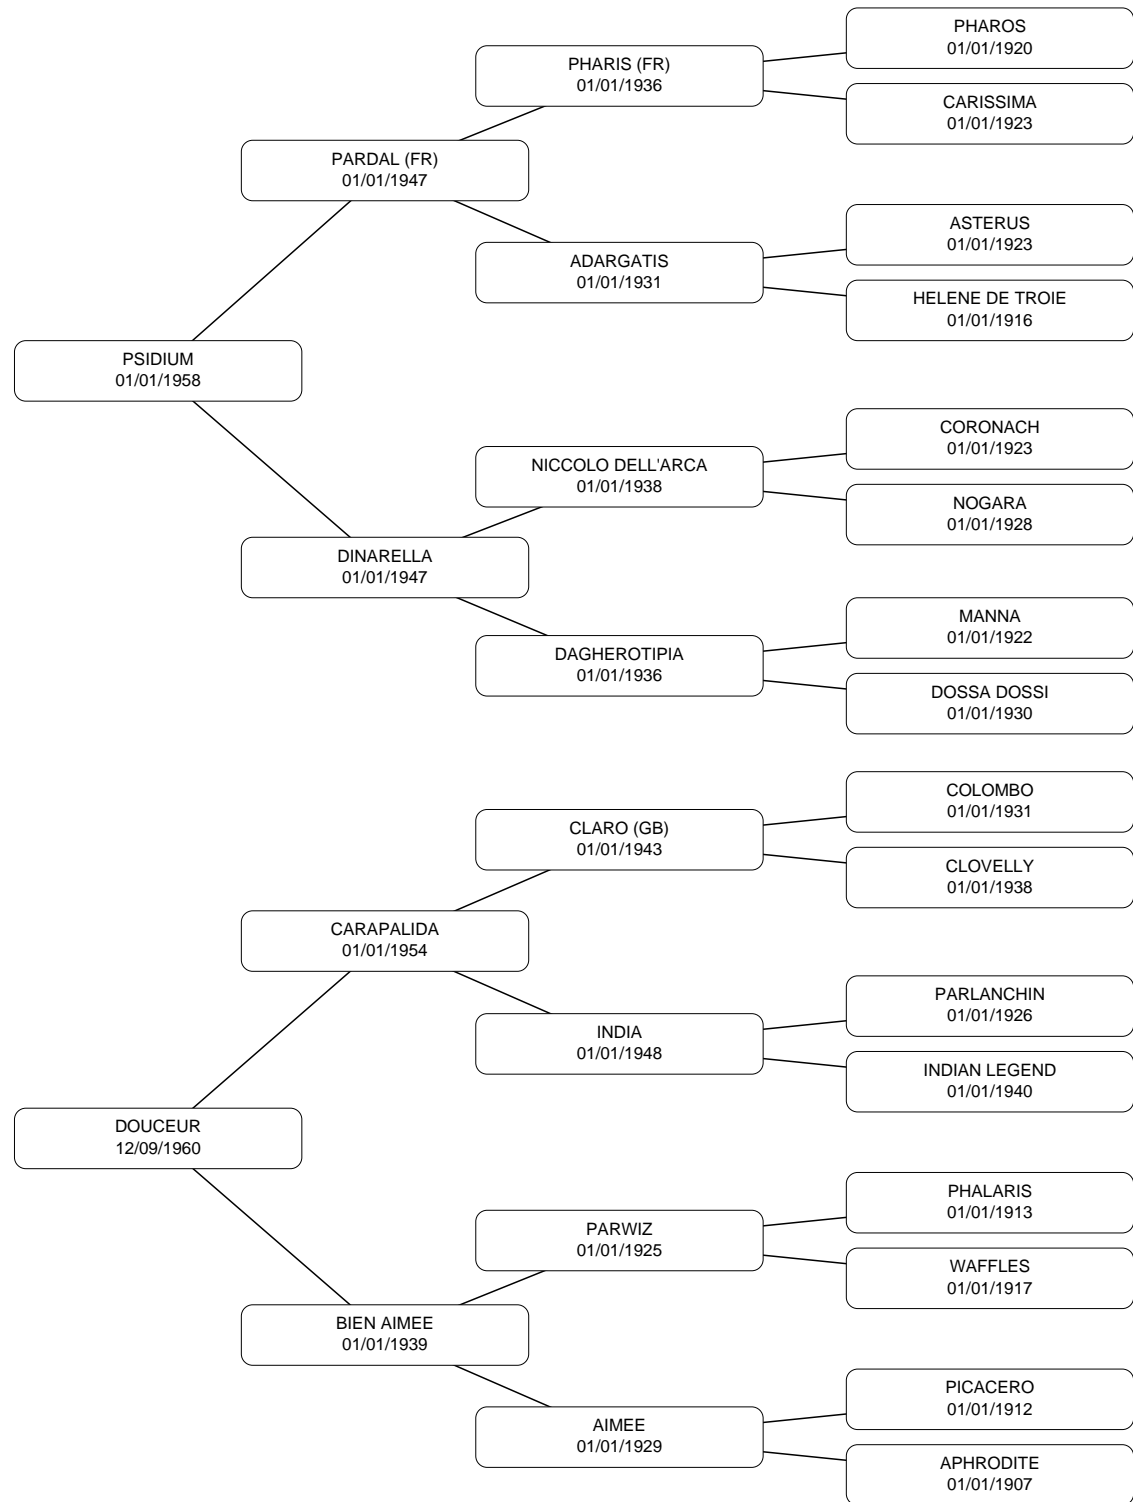 PHAROS
01/01/1920
PHARIS (FR)
01/01/1936
CARISSIMA
01/01/1923
PARDAL (FR)
01/01/1947
ASTERUS
01/01/1923
ADARGATIS
01/01/1931
HELENE DE TROIE
01/01/1916
PSIDIUM
01/01/1958
CORONACH
01/01/1923
NICCOLO DELL'ARCA
01/01/1938
NOGARA
01/01/1928
DINARELLA
01/01/1947
MANNA
01/01/1922
DAGHEROTIPIA
01/01/1936
DOSSA DOSSI
01/01/1930
COLOMBO
01/01/1931
CLARO (GB)
01/01/1943
CLOVELLY
01/01/1938
CARAPALIDA
01/01/1954
PARLANCHIN
01/01/1926
INDIA
01/01/1948
INDIAN LEGEND
01/01/1940
DOUCEUR
12/09/1960
PHALARIS
01/01/1913
PARWIZ
01/01/1925
WAFFLES
01/01/1917
BIEN AIMEE
01/01/1939
PICACERO
01/01/1912
AIMEE
01/01/1929
APHRODITE
01/01/1907